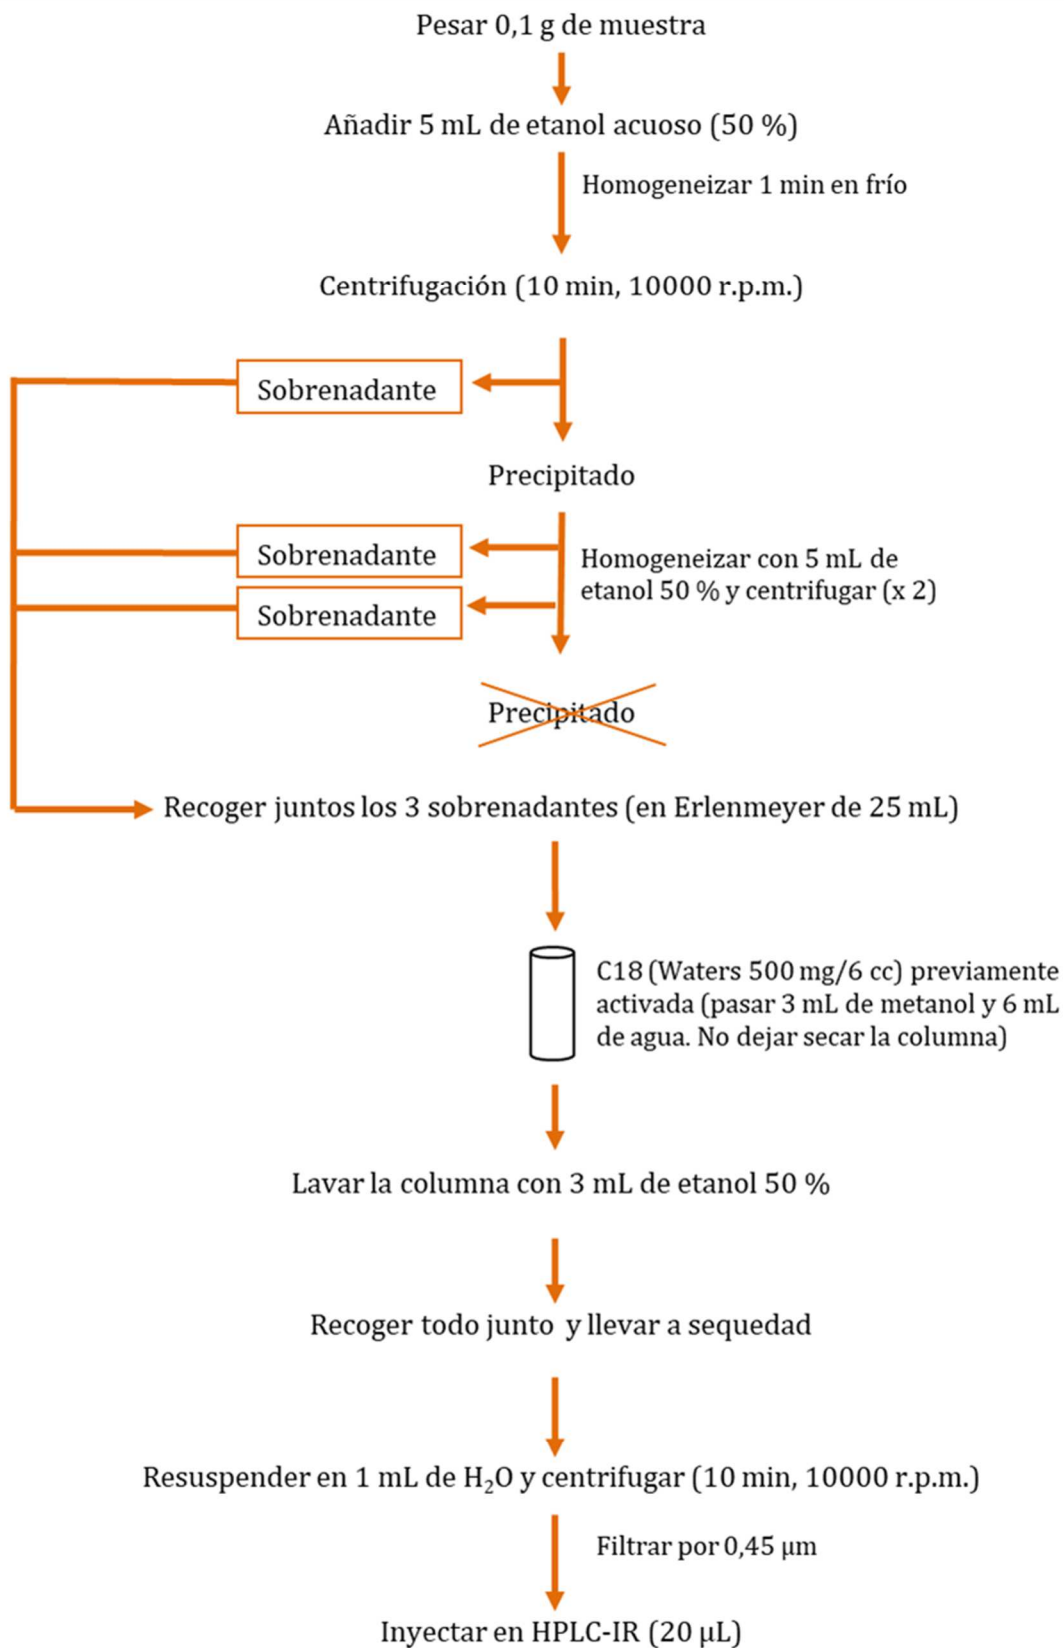 Pesar 0,1 g de muestra
Añadir 5 mL de etanol acuoso (50 %)
Homogeneizar 1 min en frío
Centrifugación (10 min, 10000 r.p.m.)
Sobrenadante
Precipitado
Sobrenadante
Homogeneizar con 5 mL de
etanol 50 % y centrifugar (x 2)
Sobrenadante
Precipitado
Recoger juntos los 3 sobrenadantes (en Erlenmeyer de 25 mL)
C18 (Waters 500 mg/6 cc) previamente
activada (pasar 3 mL de metanol y 6 mL
de agua. No dejar secar la columna)
Lavar la columna con 3 mL de etanol 50 %
Recoger todo junto y llevar a sequedad
Resuspender en 1 mL de H₂O y centrifugar (10 min, 10000 r.p.m.)
Filtrar por 0,45 µm
Inyectar en HPLC-IR (20 µL)